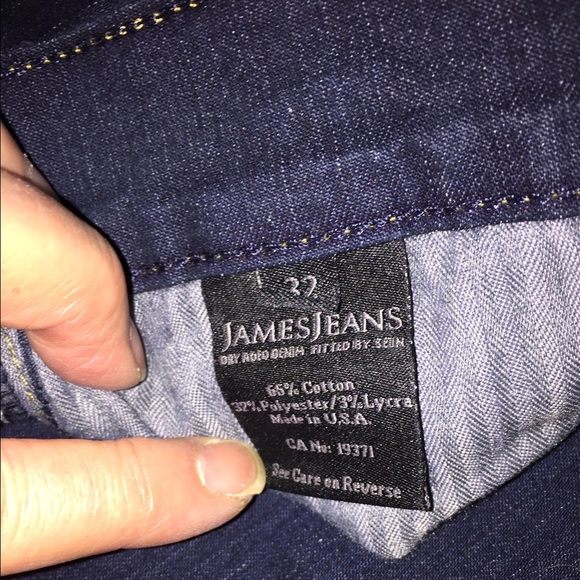 32
JAMESJEANS
DRY AGED DENIM FITTED BY SEUN
65% Cotton
32% Polyester/3% Lycra
Made in U.S.A.
CA No: 19371
See Care on Reverse